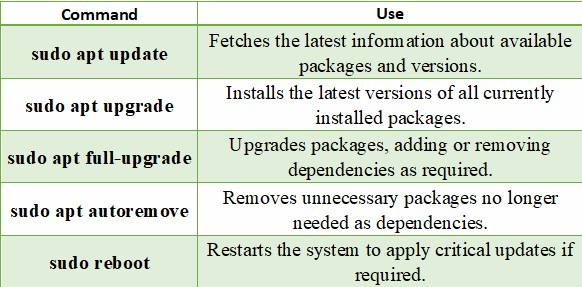 Command Use
sudo apt update Fetches the latest information about available
packages and versions.
sudo apt upgrade Installs the latest versions of all currently
installed packages.
sudo apt full-upgrade Upgrades packages, adding or removing
dependencies as required.
sudo apt autoremove Removes unnecessary packages no longer
needed as dependencies.
sudo reboot Restarts the system to apply critical updates if
required.